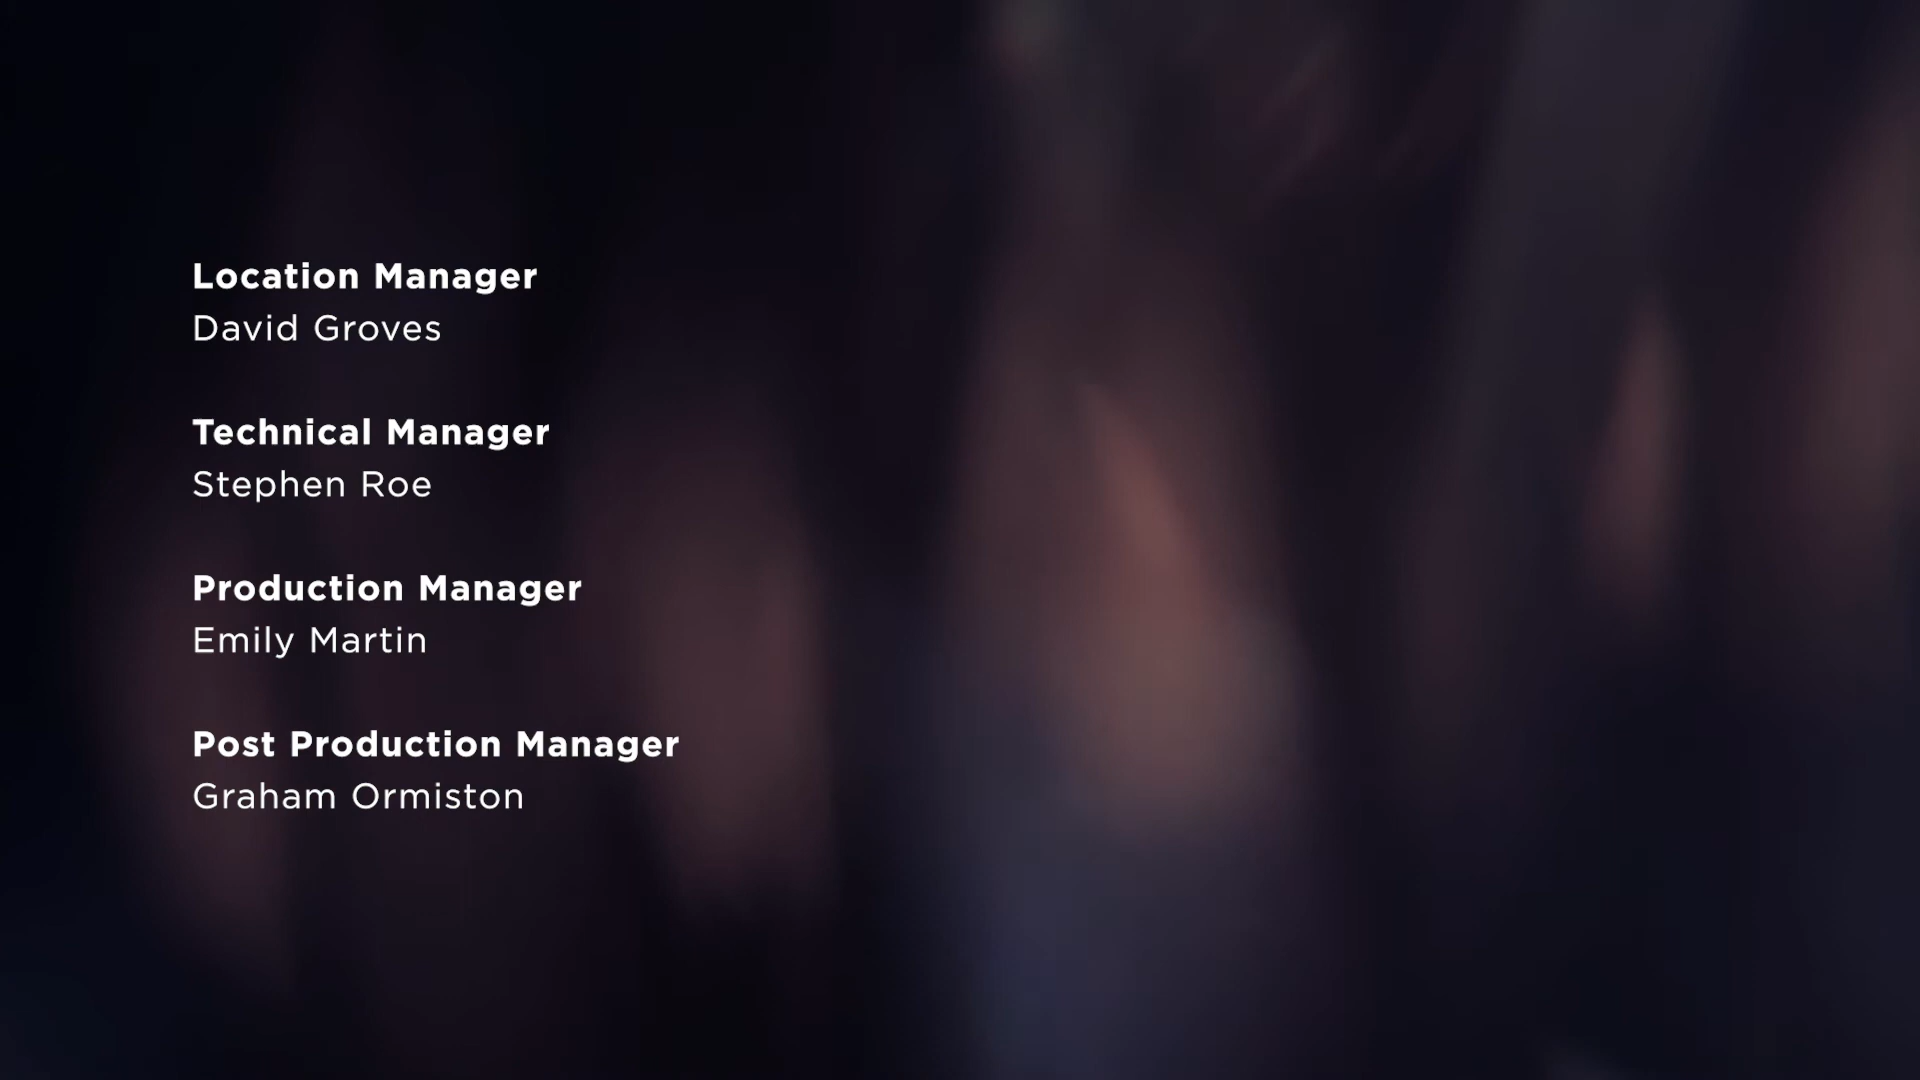 Location Manager
David Groves
Technical Manager
Stephen Roe
Production Manager
Emily Martin
Post Production Manager
Graham Ormiston